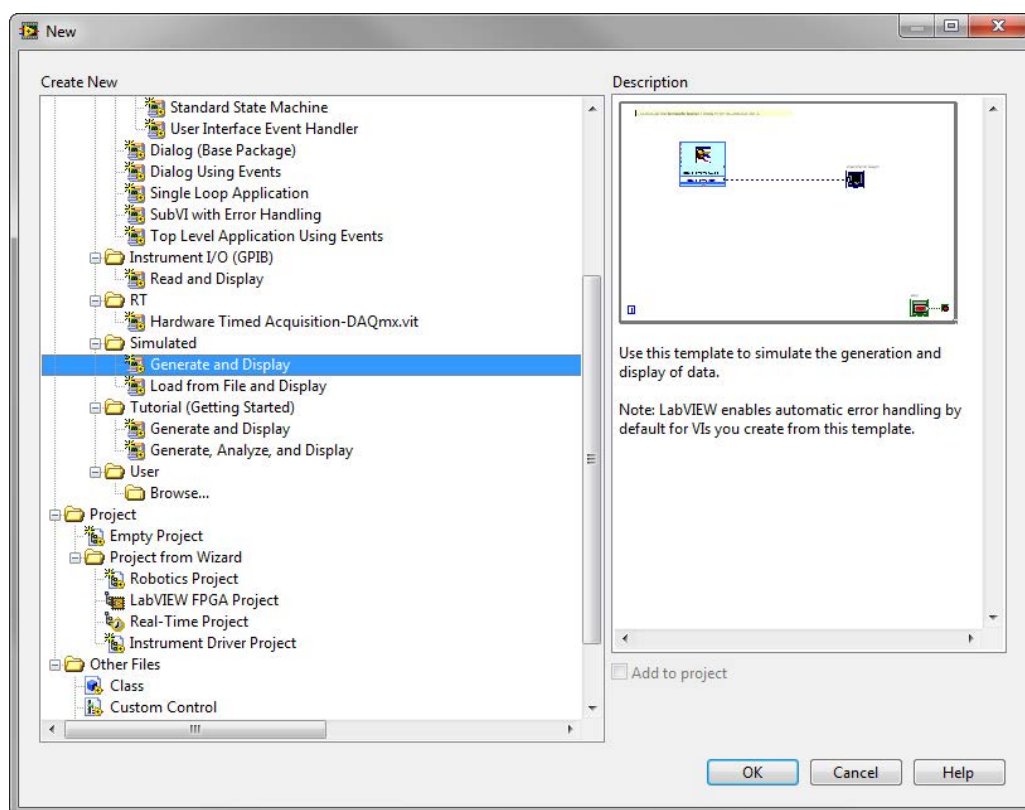 New
Create New
Standard State Machine
User Interface Event Handler
Dialog (Base Package)
Dialog Using Events
Single Loop Application
SubVI with Error Handling
Top Level Application Using Events
Instrument I/O (GPIB)
Read and Display
RT
Hardware Timed Acquisition-DAQmx.vit
Simulated
Generate and Display
Load from File and Display
Tutorial (Getting Started)
Generate and Display
Generate, Analyze, and Display
User
Browse...
Project
Empty Project
Project from Wizard
Robotics Project
LabVIEW FPGA Project
Real-Time Project
Instrument Driver Project
Other Files
Class
Custom Control
Description
Use this template to simulate the generation and
display of data.
Note: LabVIEW enables automatic error handling by
default for VIs you create from this template.
Add to project
OK
Cancel
Help